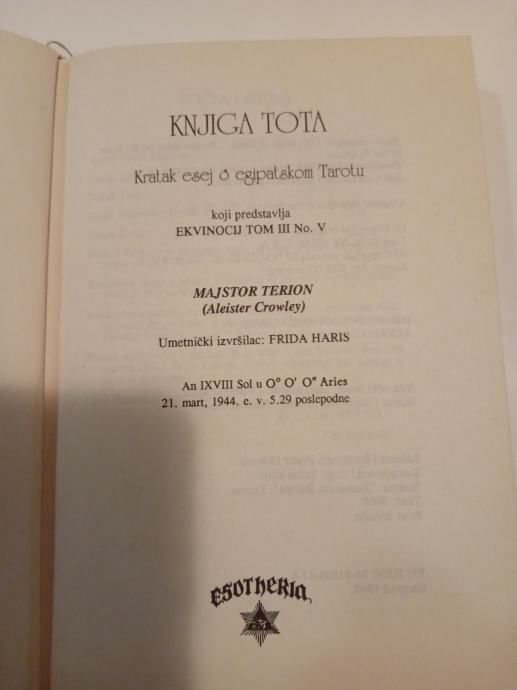 KNJIGA TOTA
Kratak esej o egipatskom Tarotu
koji predstavlja
EKVINOCIJ TOM III No. V
MAJSTOR TERION
(Aleister Crowley)
Umetnički izvršilac: FRIDA HARIS
An IXVIII Sol u O° O' O" Aries
21. mart, 1944. e. v. 5.29 poslepodne
ESOTHERIA